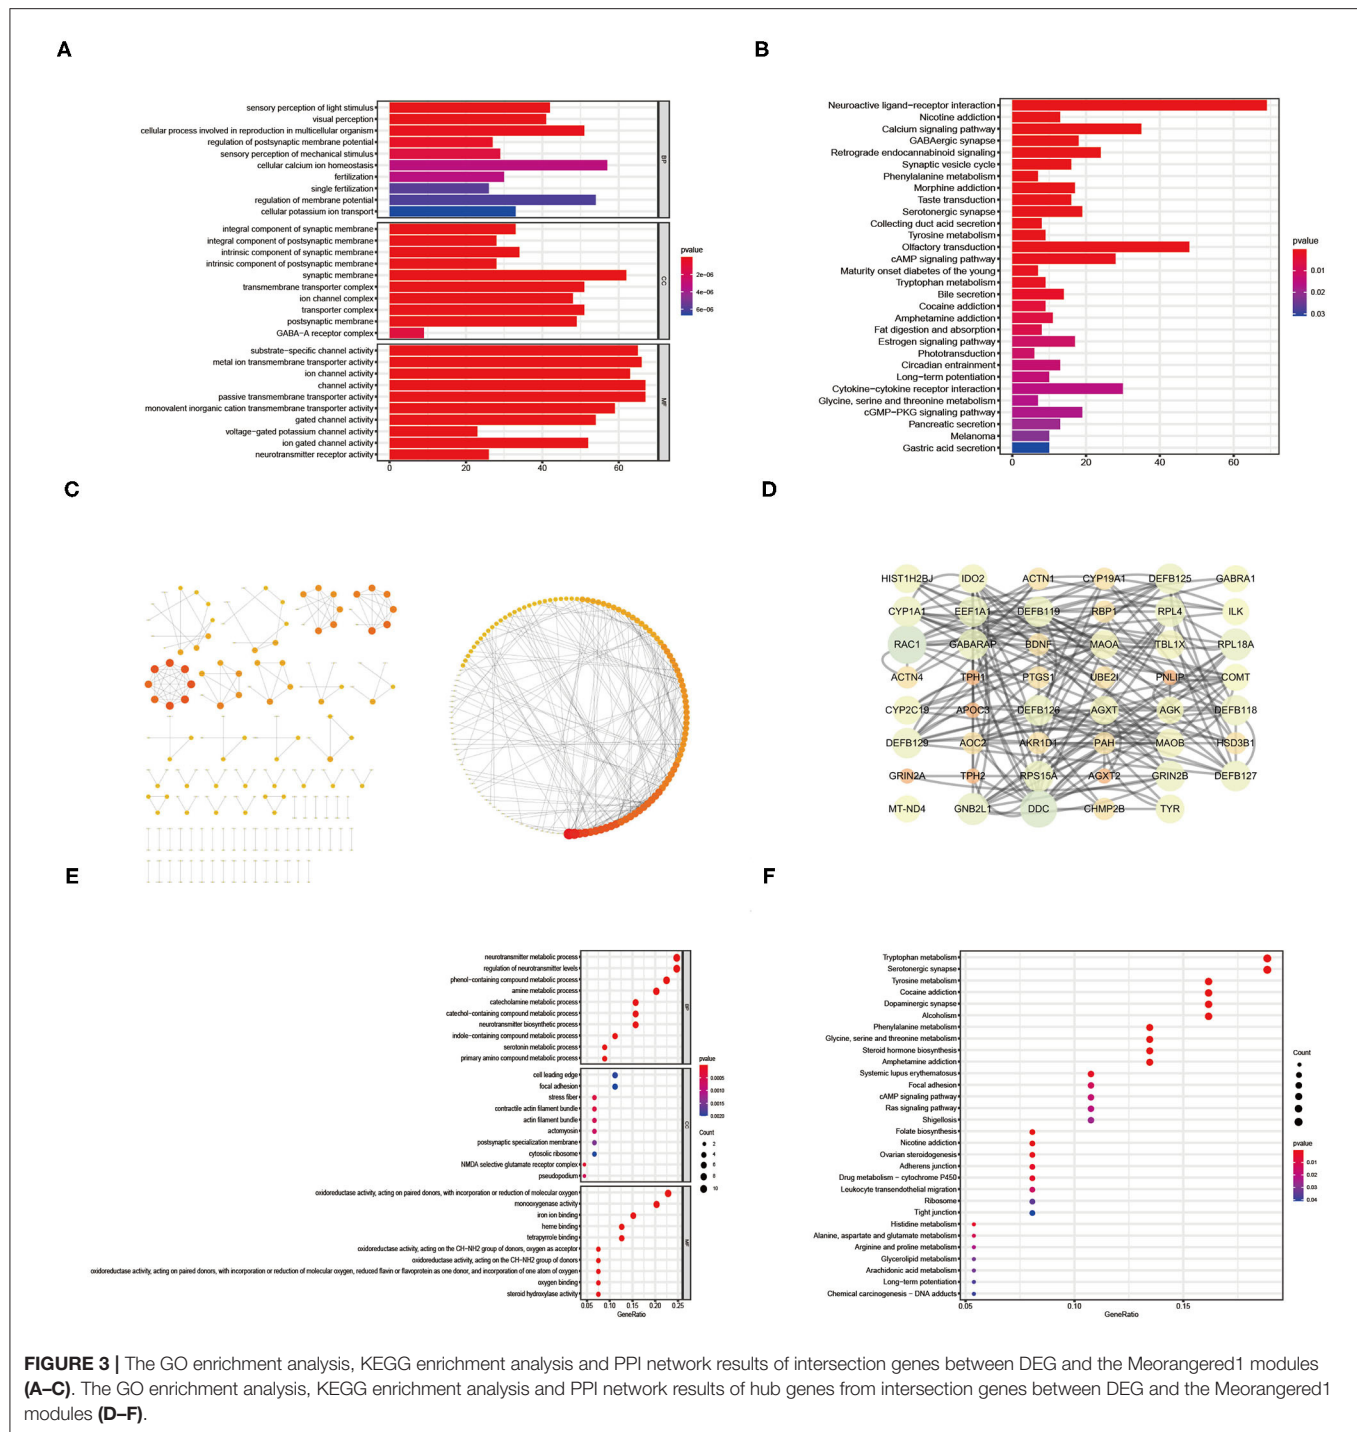 A
sensory perception of light stimulus
visual perception
cellular process involved in reproduction in multicellular organism
regulation of postsynaptic membrane potential
sensory perception of mechanical stimulus
cellular calcium ion homeostasis
fertilization
single fertilization
regulation of membrane potential
cellular potassium ion transport
BP
integral component of synaptic membrane
integral component of postsynaptic membrane
intrinsic component of synaptic membrane
intrinsic component of postsynaptic membrane
synaptic membrane
transmembrane transporter complex
ion channel complex
transporter complex
postsynaptic membrane
GABA−A receptor complex
CC
substrate−specific channel activity
metal ion transmembrane transporter activity
ion channel activity
channel activity
passive transmembrane transporter activity
monovalent inorganic cation transmembrane transporter activity
gated channel activity
voltage−gated potassium channel activity
ion gated channel activity
neurotransmitter receptor activity
MF
0 20 40 60
pvalue
2e−06
4e−06
6e−06
B
Neuroactive ligand−receptor interaction
Nicotine addiction
Calcium signaling pathway
GABAergic synapse
Retrograde endocannabinoid signaling
Synaptic vesicle cycle
Phenylalanine metabolism
Morphine addiction
Taste transduction
Serotonergic synapse
Collecting duct acid secretion
Tyrosine metabolism
Olfactory transduction
cAMP signaling pathway
Maturity onset diabetes of the young
Tryptophan metabolism
Bile secretion
Cocaine addiction
Amphetamine addiction
Fat digestion and absorption
Estrogen signaling pathway
Phototransduction
Circadian entrainment
Long−term potentiation
Cytokine−cytokine receptor interaction
Glycine, serine and threonine metabolism
cGMP−PKG signaling pathway
Pancreatic secretion
Melanoma
Gastric acid secretion
0 20 40 60
pvalue
0.01
0.02
0.03
C
D
HIST1H2BJ IDO2 ACTN1 CYP19A1 DEFB125 GABRA1
CYP1A1 EEF1A1 DEFB119 RBP1 RPL4 ILK
RAC1 GABARAP BDNF MAOA TBL1X RPL18A
ACTN4 TPH1 PTGS1 UBE2I PNLIP COMT
CYP2C19 APOC3 DEFB126 AGXT AGK DEFB118
DEFB129 AOC2 AKR1D1 PAH MAOB HSD3B1
GRIN2A TPH2 RPS15A AGXT2 GRIN2B DEFB127
MT-ND4 GNB2L1 DDC CHMP2B TYR
E
neurotransmitter metabolic process
regulation of neurotransmitter levels
phenol−containing compound metabolic process
amine metabolic process
catecholamine metabolic process
catechol−containing compound metabolic process
neurotransmitter biosynthetic process
indole−containing compound metabolic process
serotonin metabolic process
primary amino compound metabolic process
BP
cell leading edge
focal adhesion
stress fiber
contractile actin filament bundle
actin filament bundle
actomyosin
postsynaptic specialization membrane
cytosolic ribosome
NMDA selective glutamate receptor complex
pseudopodium
CC
oxidoreductase activity, acting on paired donors, with incorporation or reduction of molecular oxygen
monooxygenase activity
iron ion binding
heme binding
tetrapyrrole binding
oxidoreductase activity, acting on the CH−NH2 group of donors, oxygen as acceptor
oxidoreductase activity, acting on the CH−NH2 group of donors
oxidoreductase activity, acting on paired donors, with incorporation or reduction of molecular oxygen, reduced flavin or flavoprotein as one donor, and incorporation of one atom of oxygen
oxygen binding
steroid hydroxylase activity
MF
0.05 0.10 0.15 0.20 0.25
GeneRatio
pvalue
0.0005
0.0010
0.0015
0.0020
Count
2
4
6
8
10
F
Tryptophan metabolism
Serotonergic synapse
Tyrosine metabolism
Cocaine addiction
Dopaminergic synapse
Alcoholism
Phenylalanine metabolism
Glycine, serine and threonine metabolism
Steroid hormone biosynthesis
Amphetamine addiction
Systemic lupus erythematosus
Focal adhesion
cAMP signaling pathway
Ras signaling pathway
Shigellosis
Folate biosynthesis
Nicotine addiction
Ovarian steroidogenesis
Adherens junction
Drug metabolism − cytochrome P450
Leukocyte transendothelial migration
Ribosome
Tight junction
Histidine metabolism
Alanine, aspartate and glutamate metabolism
Arginine and proline metabolism
Glycerolipid metabolism
Arachidonic acid metabolism
Long−term potentiation
Chemical carcinogenesis − DNA adducts
0.05 0.10 0.15
GeneRatio
Count
pvalue
0.01
0.02
0.03
0.04
FIGURE 3 | The GO enrichment analysis, KEGG enrichment analysis and PPI network results of intersection genes between DEG and the Meorangered1 modules
(A–C). The GO enrichment analysis, KEGG enrichment analysis and PPI network results of hub genes from intersection genes between DEG and the Meorangered1
modules (D–F).